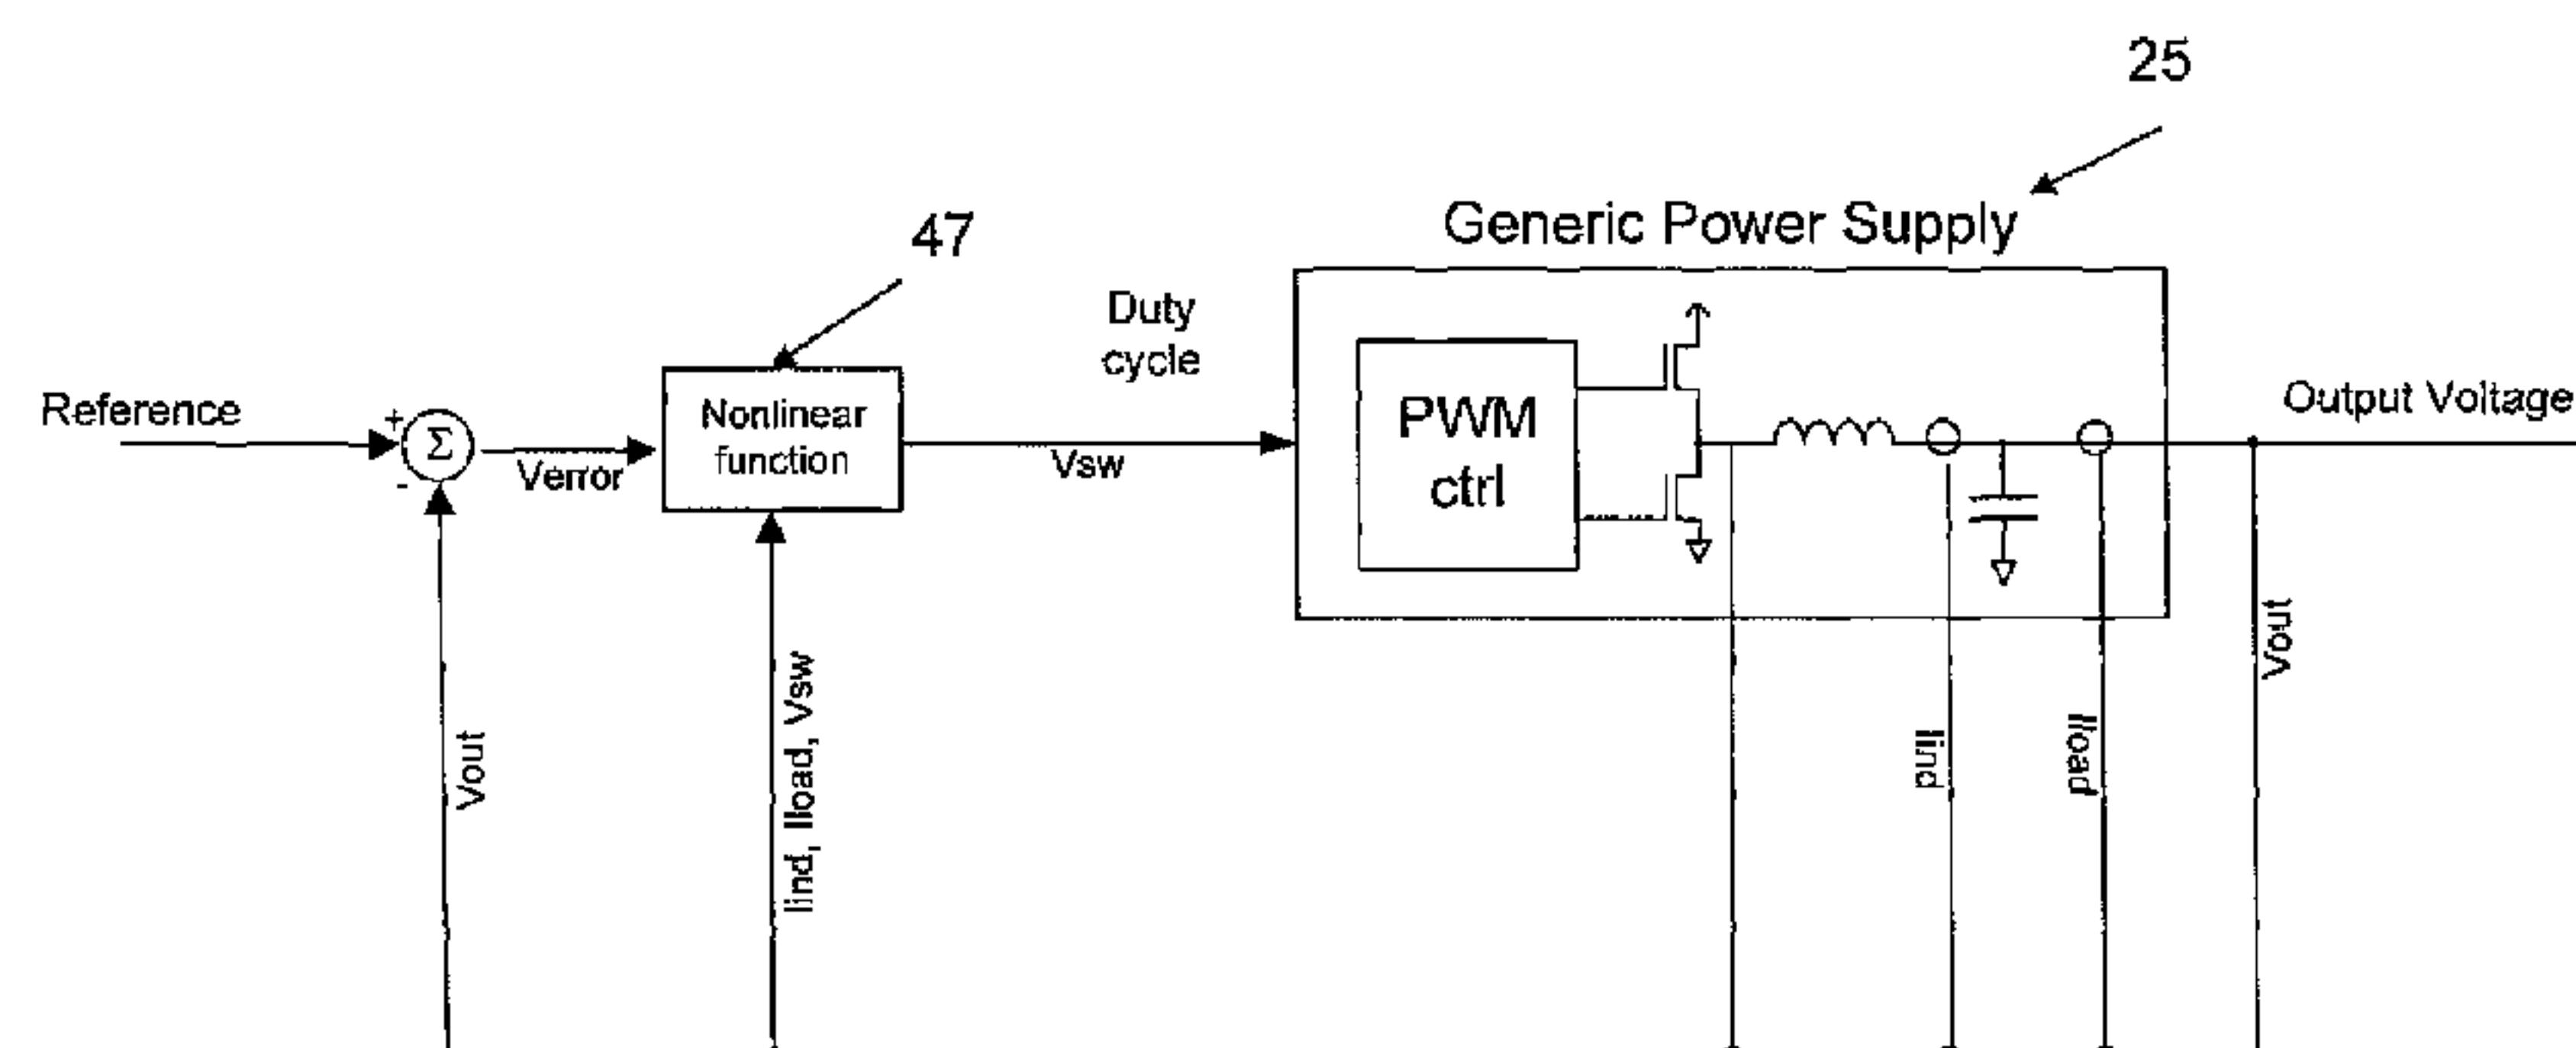 25
Generic Power Supply
47
Duty
cycle
Reference
+
Σ
-
Verror
Nonlinear
function
Vsw
PWM
ctrl
Output Voltage
Vout
Iind, Iload, Vsw
Iind
Iload
Vout